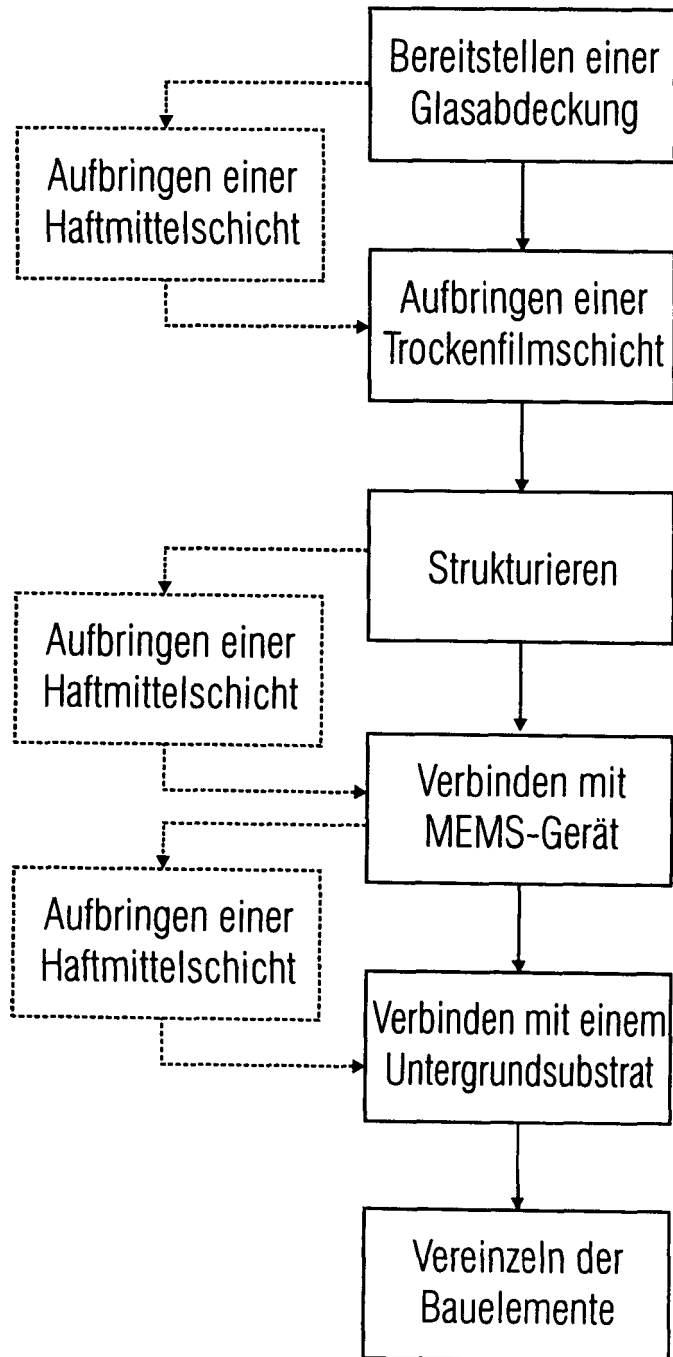 Bereitstellen einer
Glasabdeckung
Aufbringen einer
Haftmittelschicht
Aufbringen einer
Trockenfilmschicht
Strukturieren
Aufbringen einer
Haftmittelschicht
Verbinden mit
MEMS-Gerät
Aufbringen einer
Haftmittelschicht
Verbinden mit einem
Untergrundsubstrat
Vereinzeln der
Bauelemente